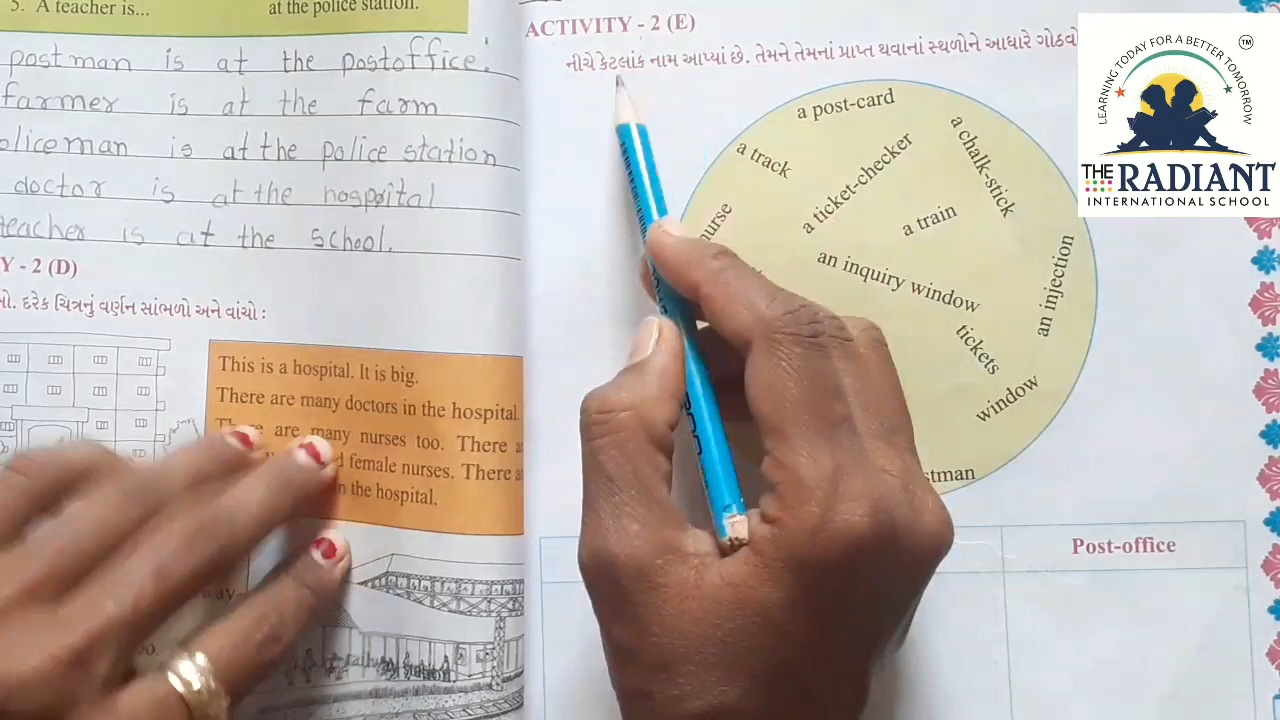 5. A teacher is... at the police station.
postman is at the postoffice.
farmer is at the farm
oliceman is at the police station
doctor is at the hospital
teacher is at the school.
Y - 2 (D)
દરેક ચિત્રનું વર્ણન સાંભળો અને વાંચો :
This is a hospital. It is big.
There are many doctors in the hospital.
are many nurses too. There
d female nurses. There
n the hospital.
ACTIVITY - 2 (E)
નીચે કેટલાંક નામ આપ્યાં છે. તેમને તેમનાં પ્રાપ્ત થવાનાં સ્થળોને આધારે ગોઠવો
a post-card
a track
a ticket-checker
a chalk-stick
nurse
a train
an inquiry window
an injection
tickets
window
stman
Post-office
LEARNING TODAY FOR A BETTER TOMORROW
TM
THE RADIANT
INTERNATIONAL SCHOOL